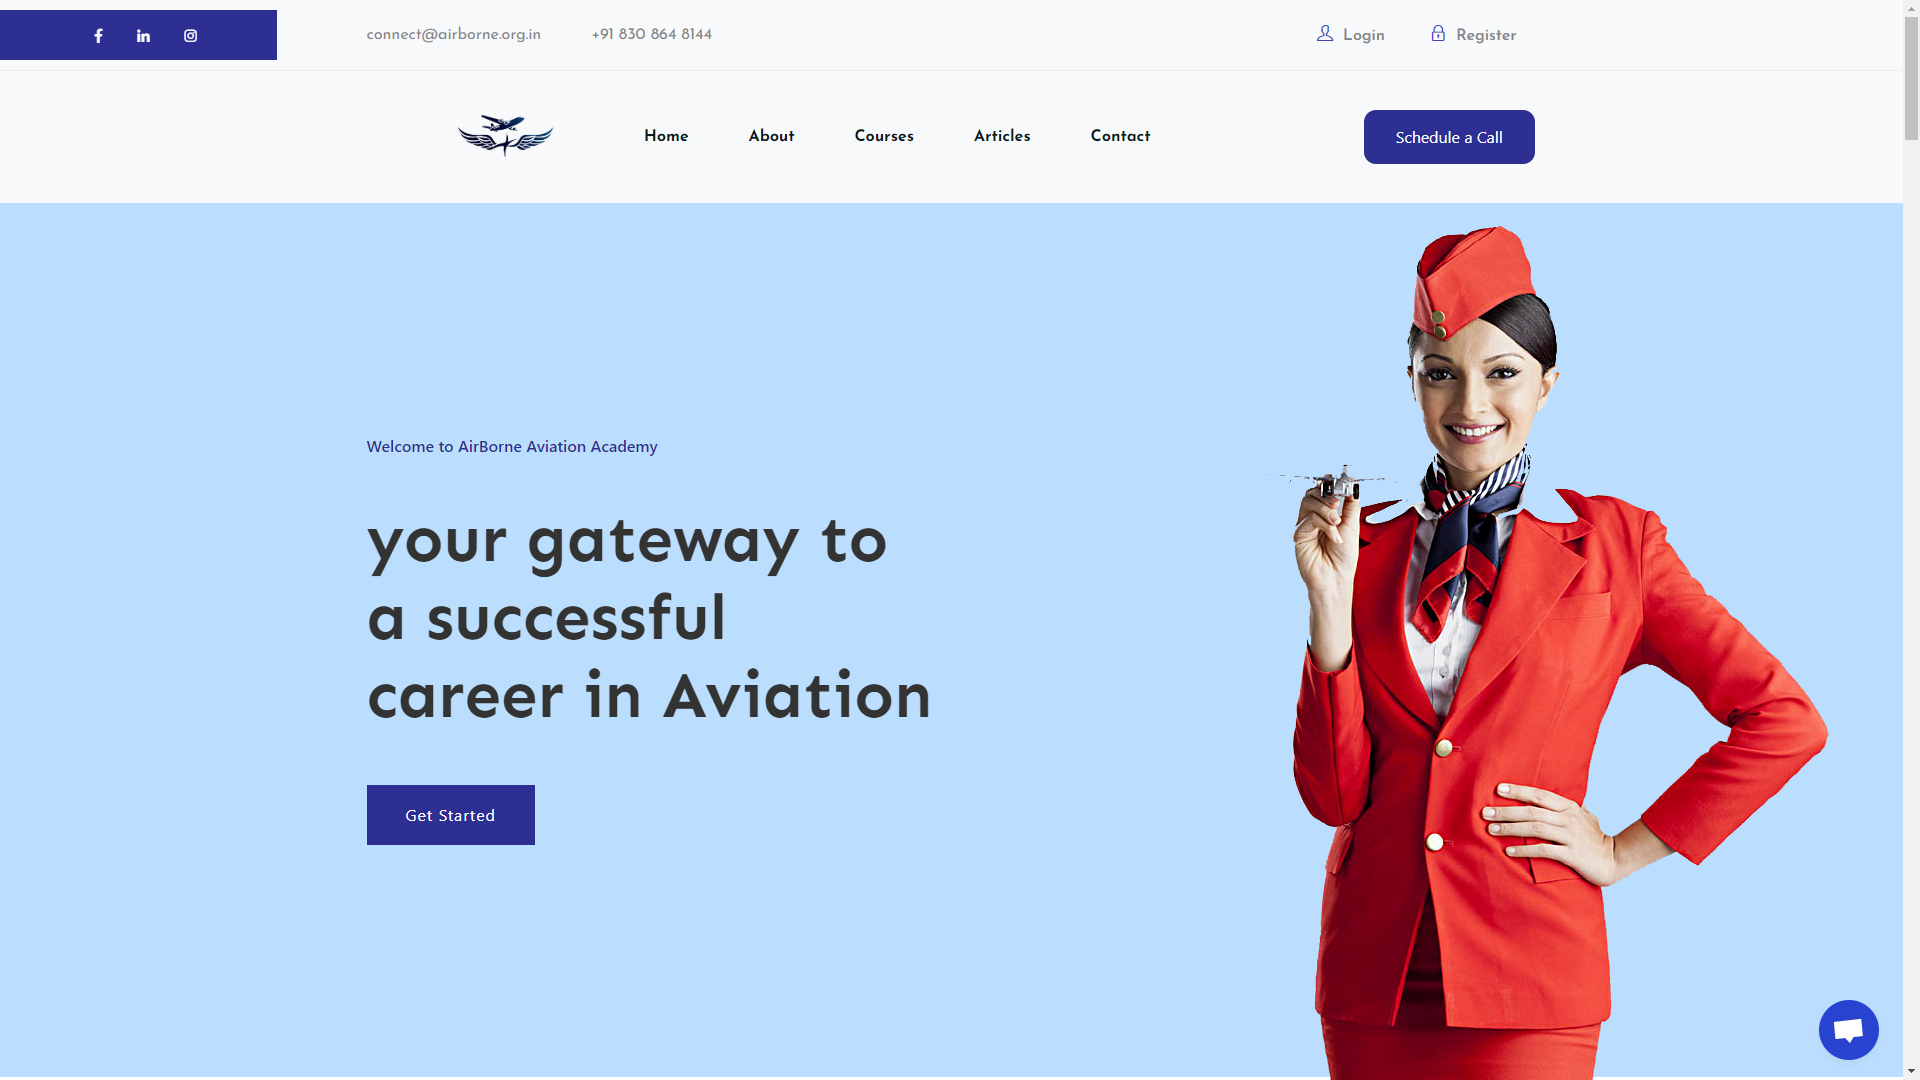 connect@airborne.org.in
+91 830 864 8144
Login
Register
Home
About
Courses
Articles
Contact
Schedule a Call
Welcome to AirBorne Aviation Academy
your gateway to
a successful
career in Aviation
Get Started